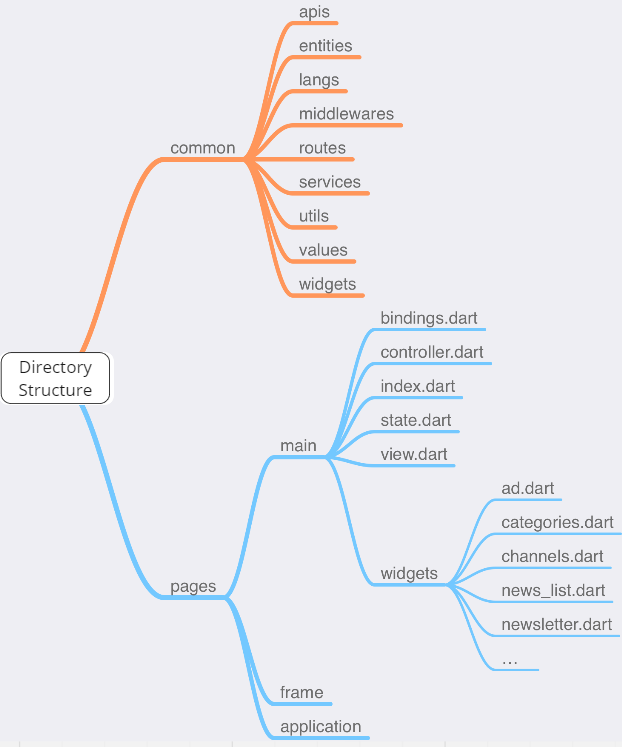 apis
entities
langs
middlewares
common
routes
services
utils
values
widgets
Directory
Structure
bindings.dart
controller.dart
index.dart
state.dart
main
view.dart
widgets
ad.dart
categories.dart
channels.dart
news_list.dart
newsletter.dart
...
pages
frame
application